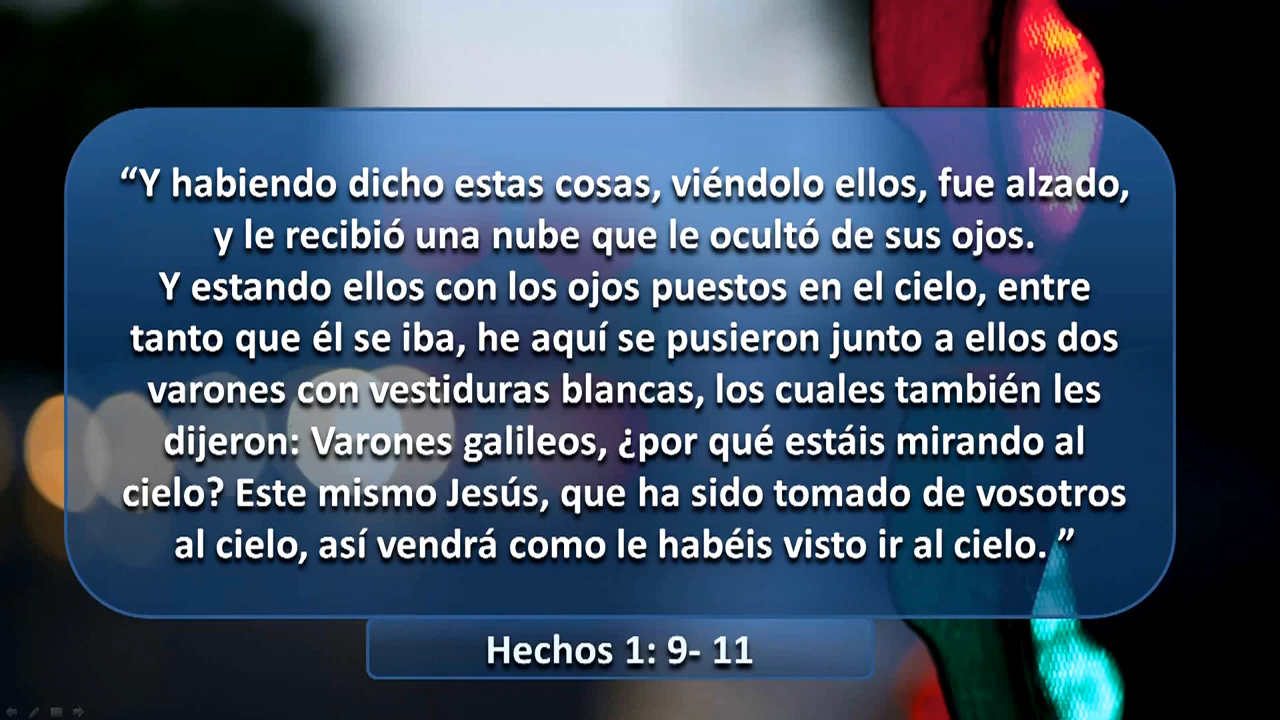 “Y habiendo dicho estas cosas, viéndolo ellos, fue alzado,
y le recibió una nube que le ocultó de sus ojos.
Y estando ellos con los ojos puestos en el cielo, entre
tanto que él se iba, he aquí se pusieron junto a ellos dos
varones con vestiduras blancas, los cuales también les
dijeron: Varones galileos, ¿por qué estáis mirando al
cielo? Este mismo Jesús, que ha sido tomado de vosotros
al cielo, así vendrá como le habéis visto ir al cielo. ”
Hechos 1: 9- 11